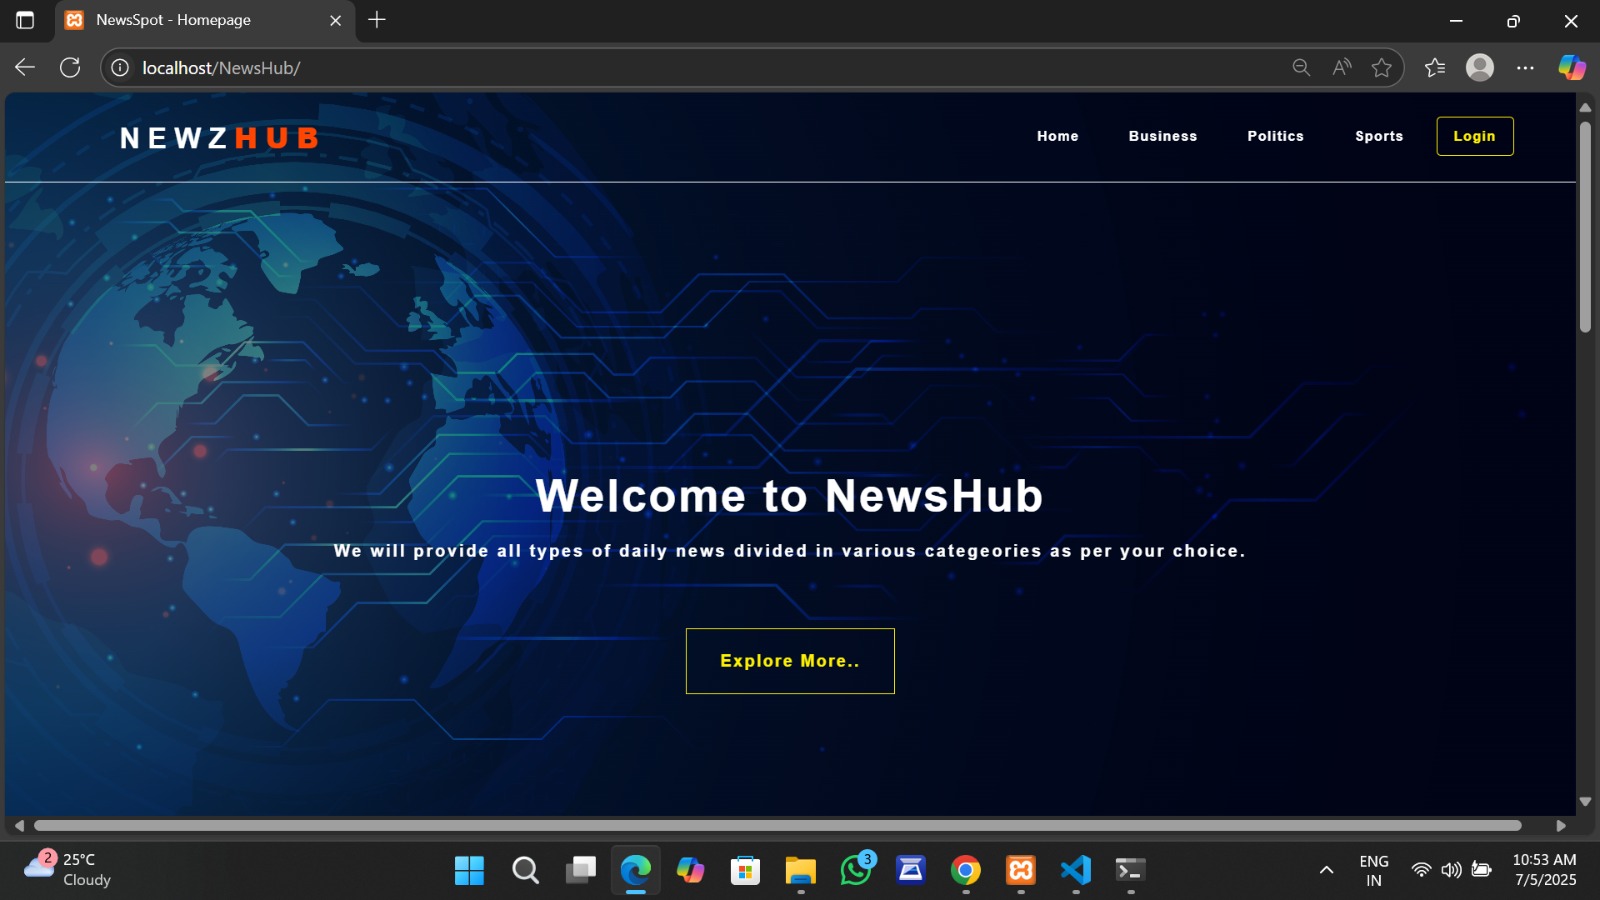 NewsSpot - Homepage
localhost/NewsHub/
NEWZHUB
Home Business Politics Sports Login
Welcome to NewsHub
We will provide all types of daily news divided in various categeories as per your choice.
Explore More..
2
25°C
Cloudy
3
ENG
IN
10:53 AM
7/5/2025